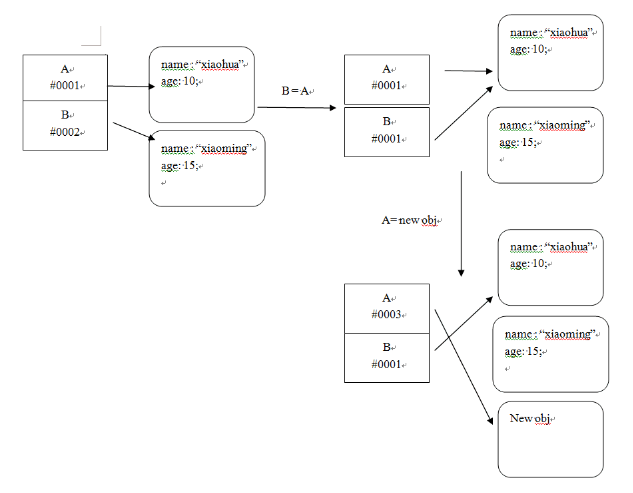 A
#0001
B
#0002
name : “xiaohua”
age: 10;
name : “xiaoming”
age: 15;
B = A
A
#0001
B
#0001
name : “xiaohua”
age: 10;
name : “xiaoming”
age: 15;
A= new obj
A
#0003
B
#0001
name : “xiaohua”
age: 10;
name : “xiaoming”
age: 15;
New obj